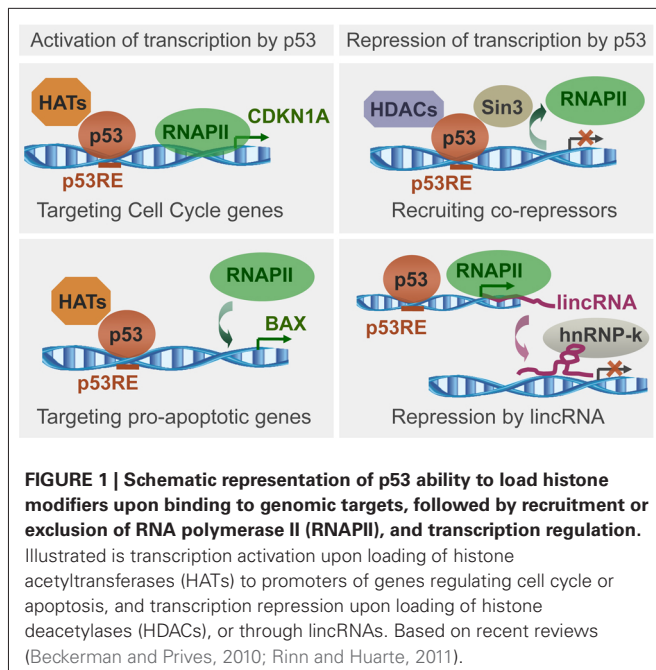 Activation of transcription by p53
Repression of transcription by p53
HATs
p53
RNAPII
CDKN1A
p53RE
Targeting Cell Cycle genes
HDACs
p53
Sin3
RNAPII
p53RE
Recruiting co-repressors
HATs
p53
RNAPII
BAX
p53RE
Targeting pro-apoptotic genes
p53
RNAPII
lincRNA
p53RE
hnRNP-k
Repression by lincRNA
FIGURE 1 | Schematic representation of p53 ability to load histone
modifiers upon binding to genomic targets, followed by recruitment or
exclusion of RNA polymerase II (RNAPII), and transcription regulation.
Illustrated is transcription activation upon loading of histone
acetyltransferases (HATs) to promoters of genes regulating cell cycle or
apoptosis, and transcription repression upon loading of histone
deacetylases (HDACs), or through lincRNAs. Based on recent reviews
(Beckerman and Prives, 2010; Rinn and Huarte, 2011).